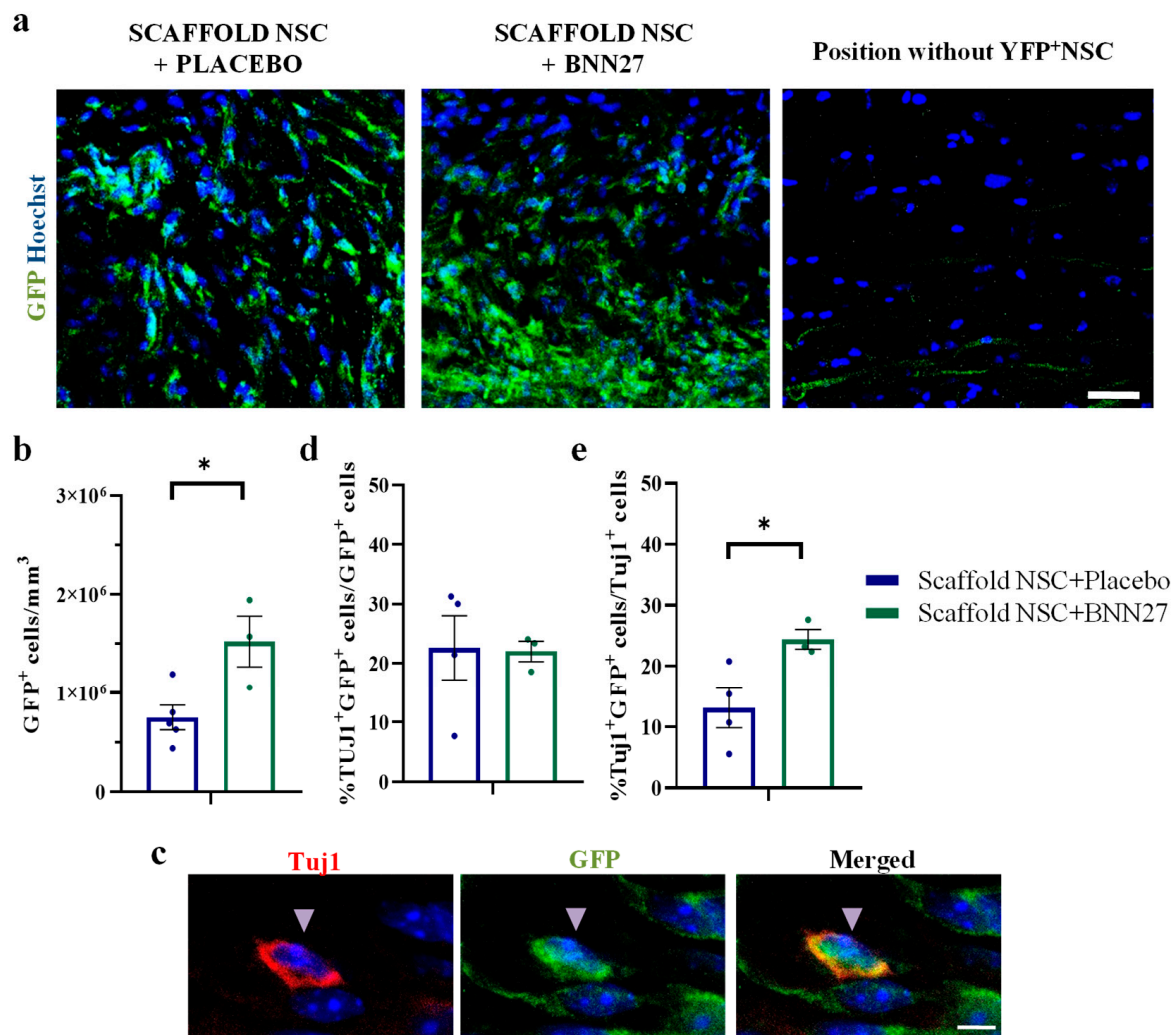 a
SCAFFOLD NSC
+ PLACEBO
SCAFFOLD NSC
+ BNN27
Position without YFP⁺NSC
GFP Hoechst
b
GFP⁺ cells/mm³
3×10⁶
2×10⁶
1×10⁶
0
*
d
%TUJ1⁺GFP⁺ cells/GFP⁺ cells
50
40
30
20
10
0
e
%Tuj1⁺GFP⁺ cells/Tuj1⁺ cells
50
40
30
20
10
0
*
Scaffold NSC+Placebo
Scaffold NSC+BNN27
c
Tuj1
GFP
Merged